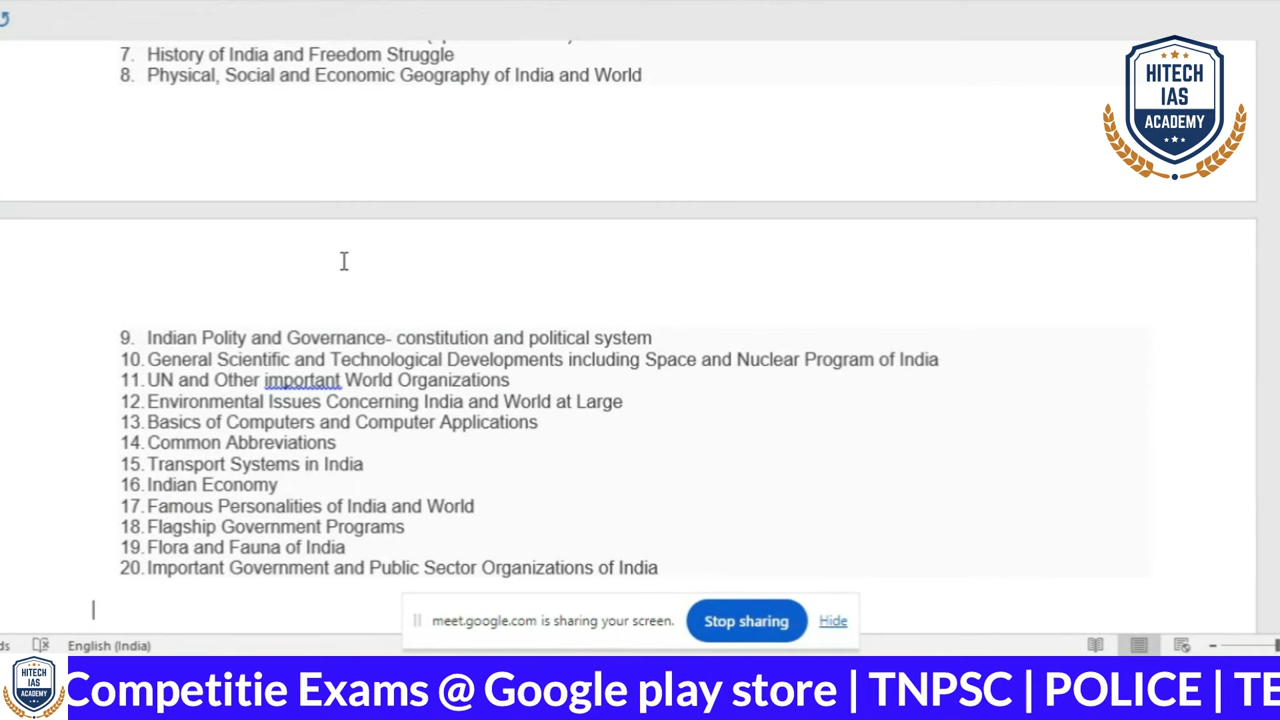 7. History of India and Freedom Struggle
8. Physical, Social and Economic Geography of India and World
HITECH
IAS
ACADEMY
9. Indian Polity and Governance- constitution and political system
10. General Scientific and Technological Developments including Space and Nuclear Program of India
11. UN and Other important World Organizations
12. Environmental Issues Concerning India and World at Large
13. Basics of Computers and Computer Applications
14. Common Abbreviations
15. Transport Systems in India
16. Indian Economy
17. Famous Personalities of India and World
18. Flagship Government Programs
19. Flora and Fauna of India
20. Important Government and Public Sector Organizations of India
meet.google.com is sharing your screen. Stop sharing Hide
English (India)
HITECH
IAS
ACADEMY
Competitie Exams @ Google play store | TNPSC | POLICE | TE